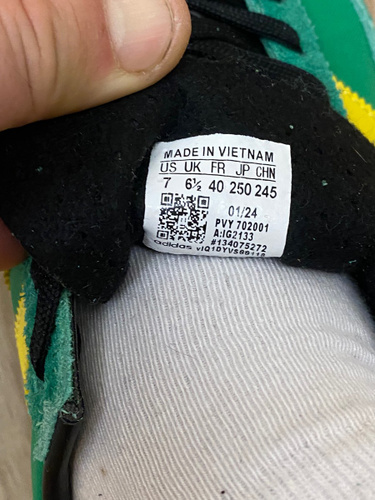 MADE IN VIETNAM
US UK FR JP CHN
7 6½ 40 250 245
01/24
PVY 702001
A:IG2133
#134075272
adidas